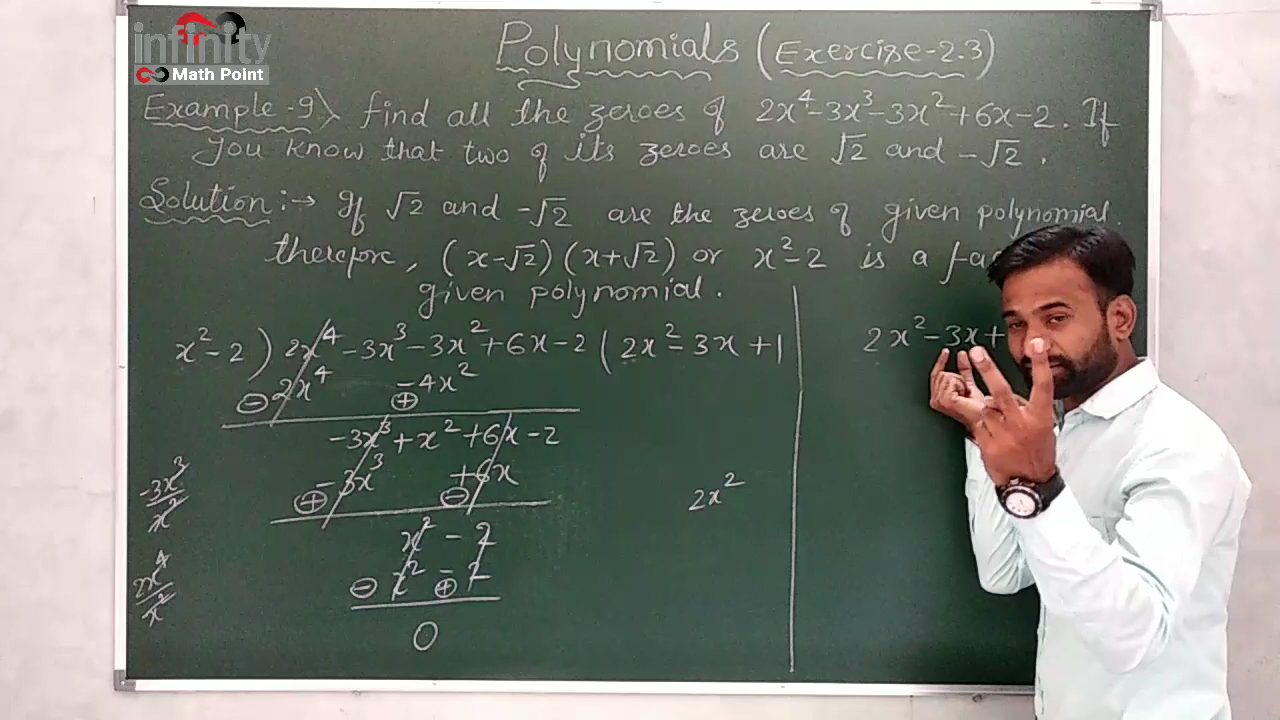 infinity
Math Point
Polynomials (Exercise-2.3)
Example-9) find all the zeroes of 2x⁴-3x³-3x²+6x-2. If
you know that two of its zeroes are √2 and -√2.
Solution:→ If √2 and -√2 are the zeroes of given polynomial.
therefore, (x-√2)(x+√2) or x²-2 is a
given polynomial.
x²-2 ) 2x⁴-3x³-3x²+6x-2 ( 2x²-3x+1
2x²-3x+
⊖ 2x⁴ ⊕ -4x²
-3x³+x²+6x-2
⊕ -3x³ ⊖ +6x
-3x³/x²
2x²
x²-2
⊖ x² ⊕ -2
2x⁴/x²
0